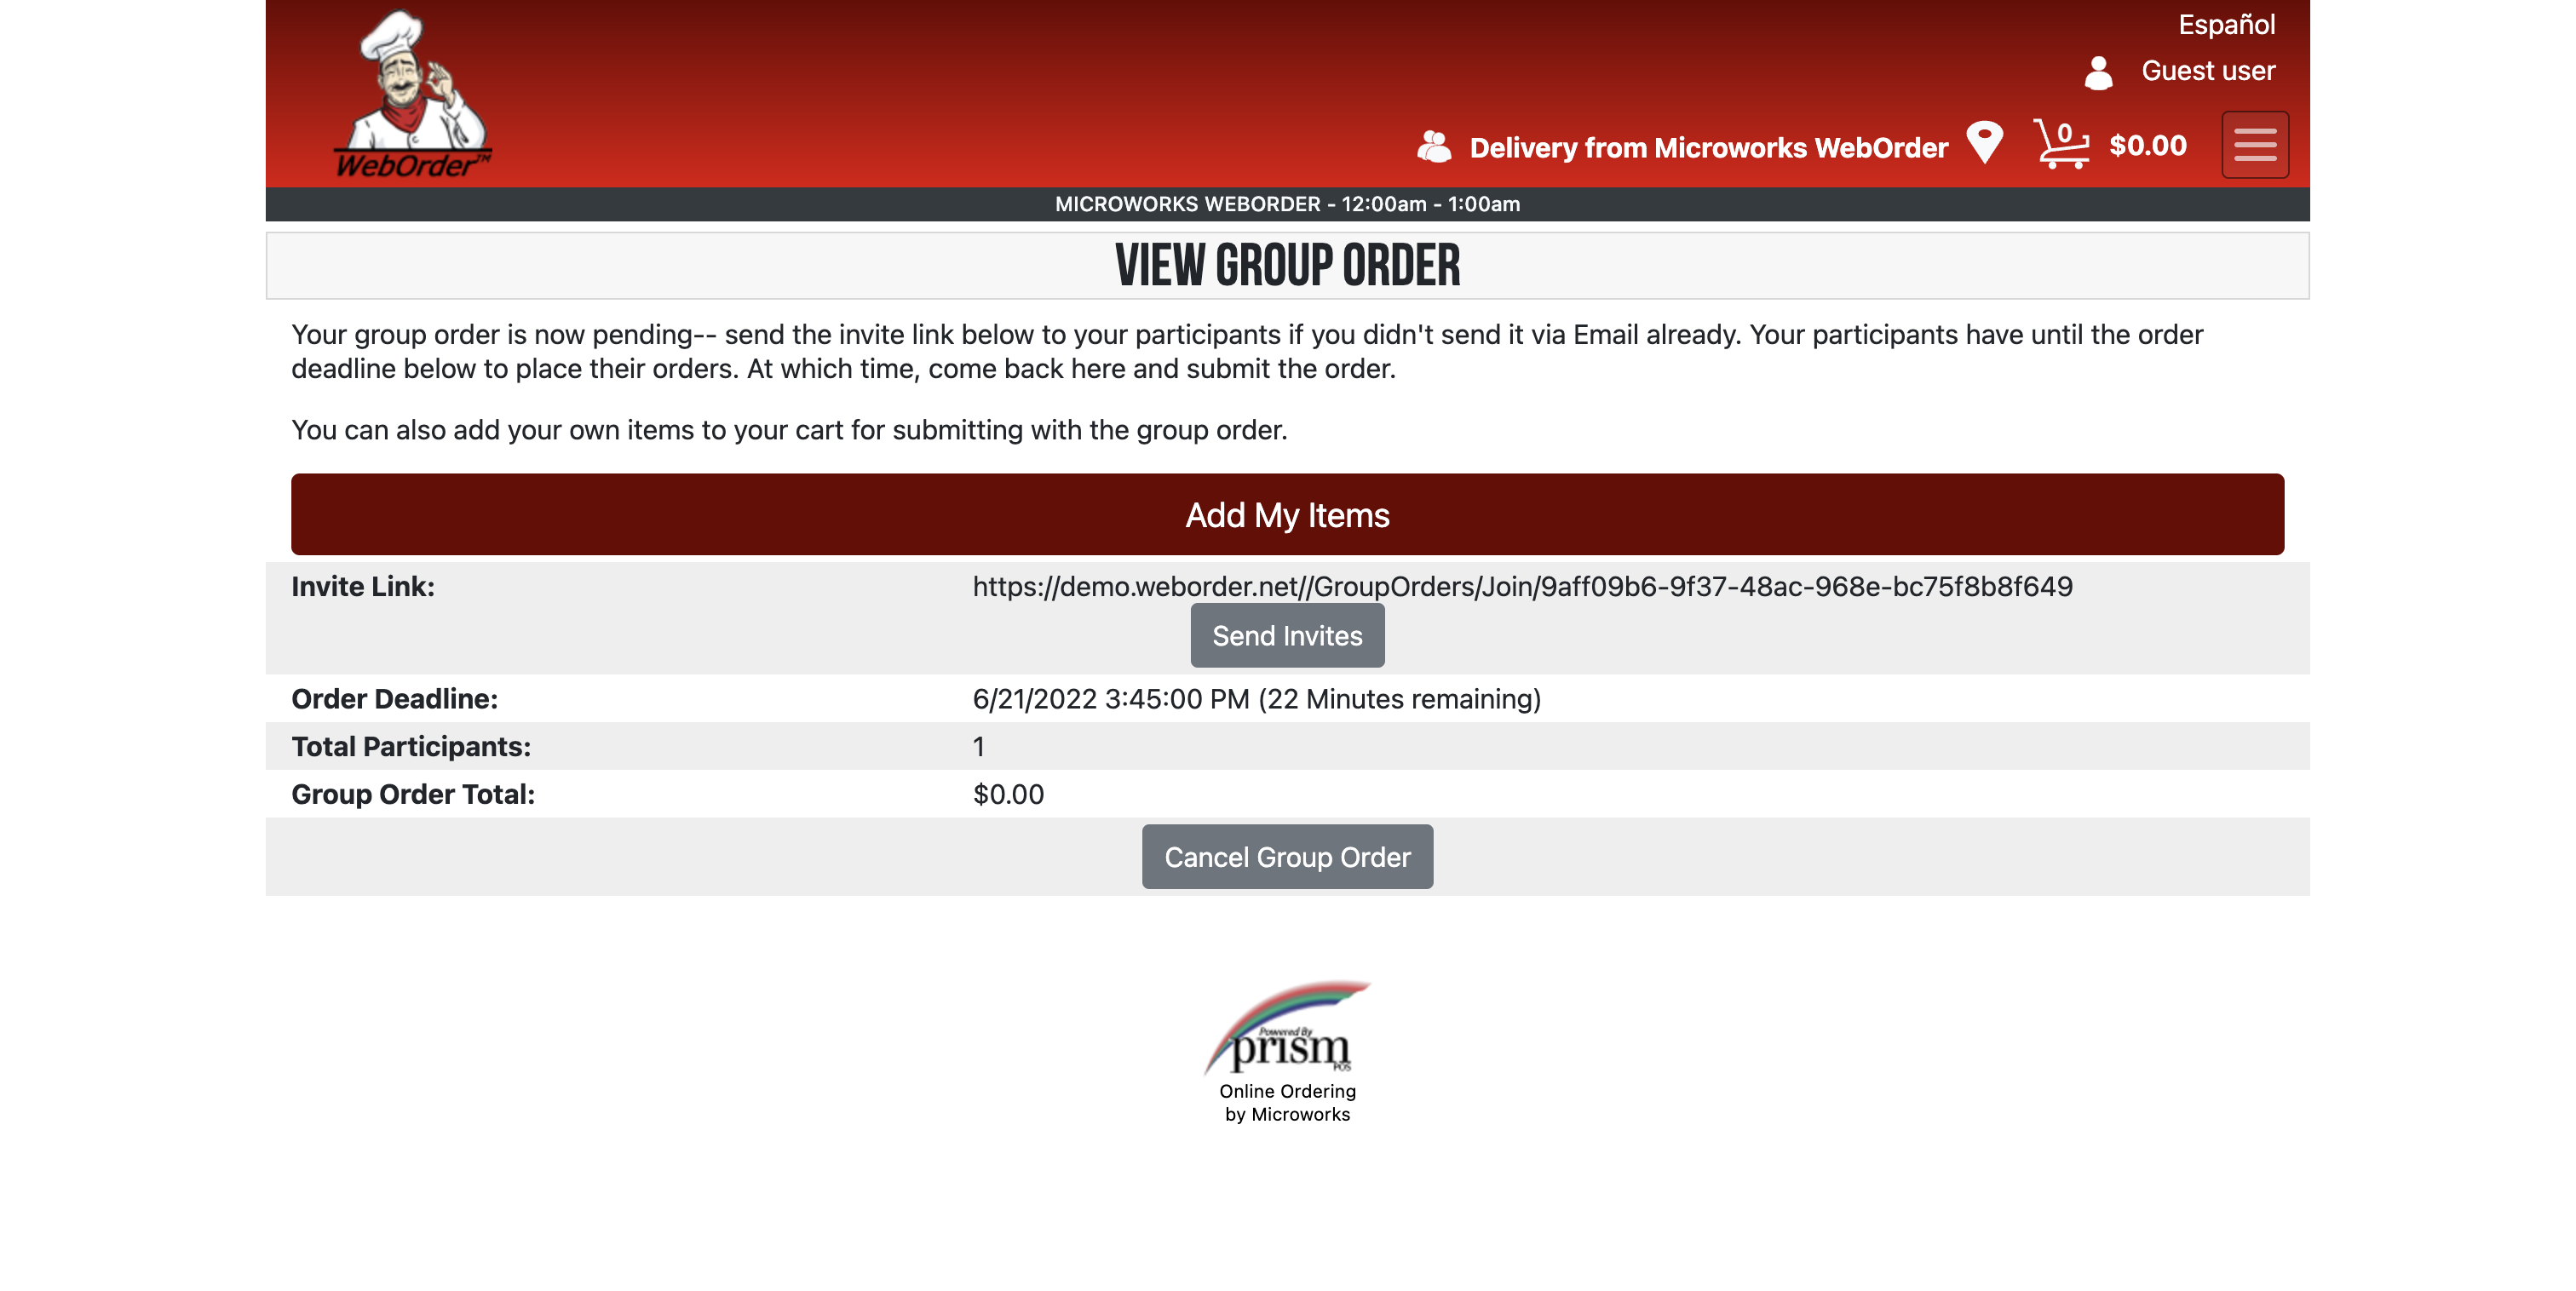 Español
Guest user
WebOrder™
Delivery from Microworks WebOrder 0 $0.00
MICROWORKS WEBORDER - 12:00am - 1:00am
VIEW GROUP ORDER
Your group order is now pending-- send the invite link below to your participants if you didn't send it via Email already. Your participants have until the order
deadline below to place their orders. At which time, come back here and submit the order.
You can also add your own items to your cart for submitting with the group order.
Add My Items
Invite Link: https://demo.weborder.net//GroupOrders/Join/9aff09b6-9f37-48ac-968e-bc75f8b8f649
Send Invites
Order Deadline: 6/21/2022 3:45:00 PM (22 Minutes remaining)
Total Participants: 1
Group Order Total: $0.00
Cancel Group Order
Powered By
prism
POS
Online Ordering
by Microworks